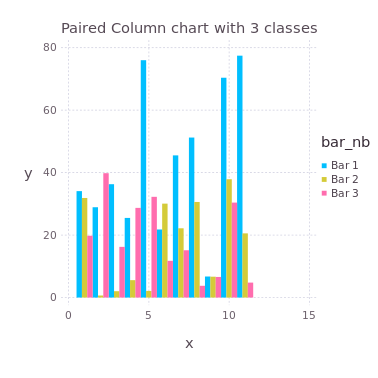 Paired Column chart with 3 classes
80
60
40
20
0
y
0 5 10 15
x
bar_nb
Bar 1
Bar 2
Bar 3